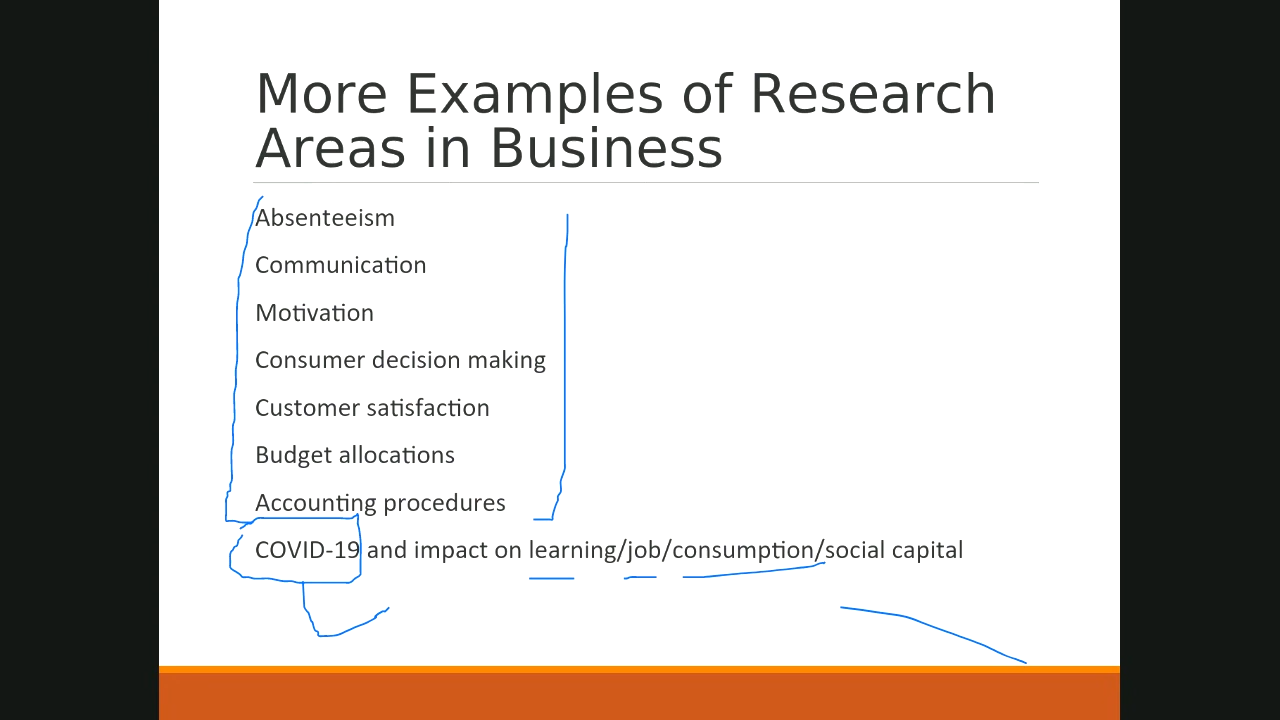 More Examples of Research
Areas in Business
Absenteeism
Communication
Motivation
Consumer decision making
Customer satisfaction
Budget allocations
Accounting procedures
COVID-19 and impact on learning/job/consumption/social capital